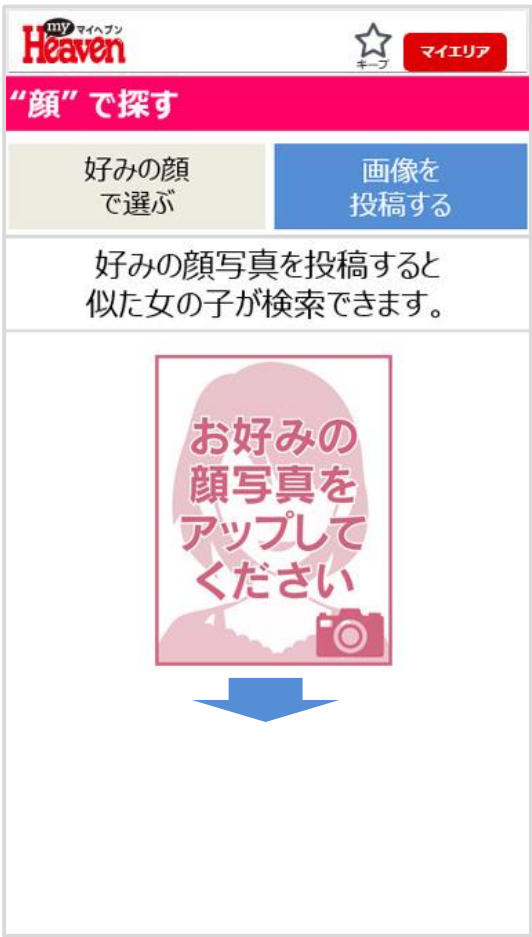 my マイヘブン
Heaven
キープ
マイエリア
“顔” で探す
好みの顔
で選ぶ
画像を
投稿する
好みの顔写真を投稿すると
似た女の子が検索できます。
お好みの
顔写真を
アップして
ください